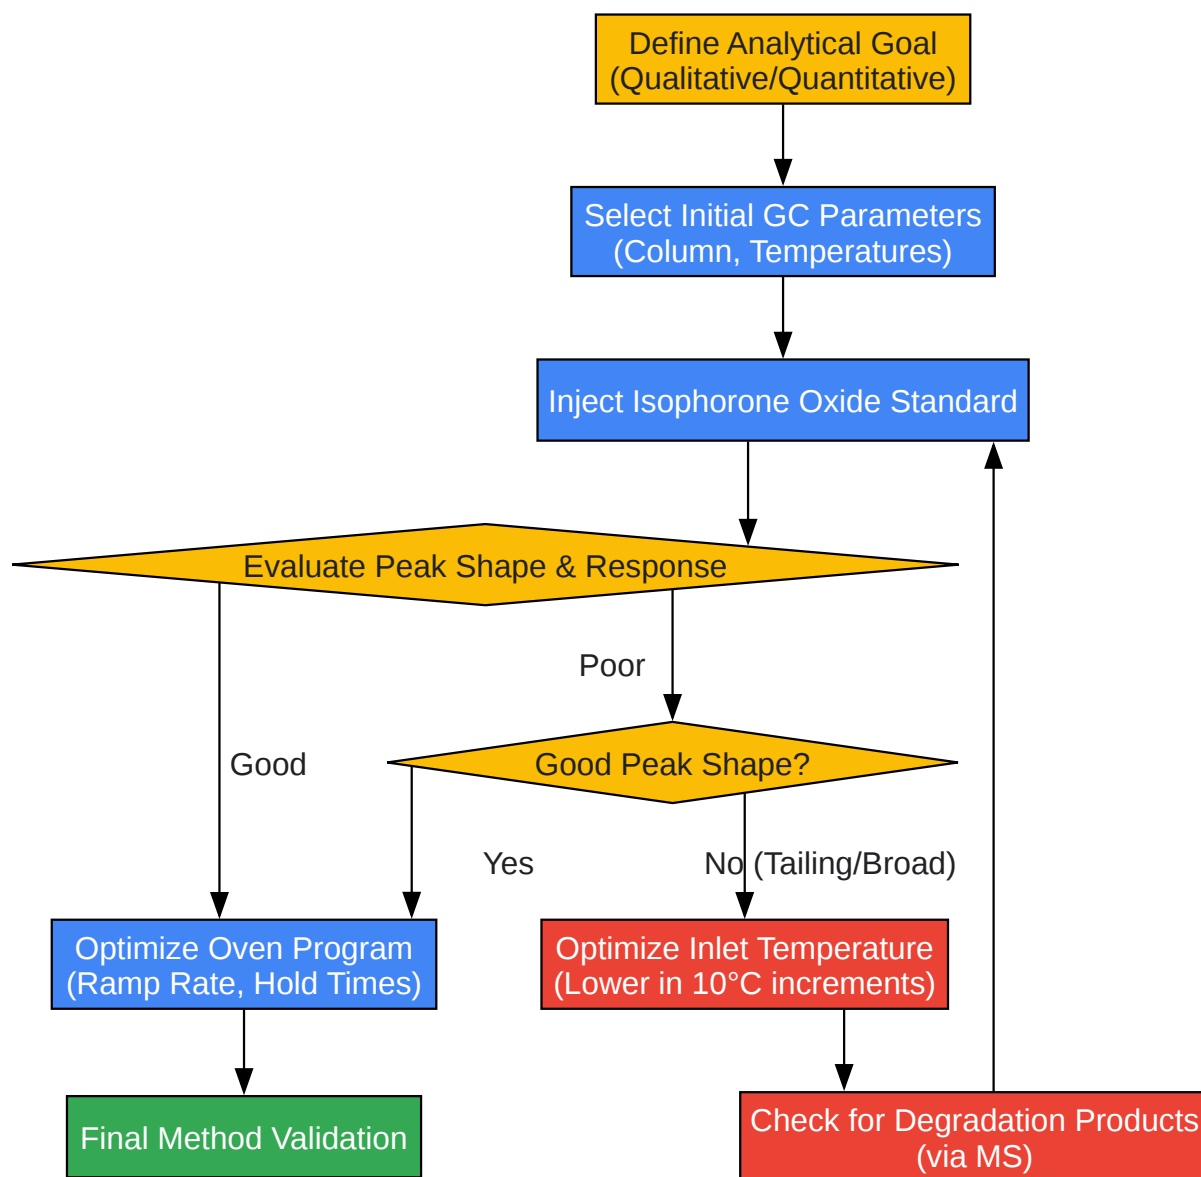 Define Analytical Goal
(Qualitative/Quantitative)
Select Initial GC Parameters
(Column, Temperatures)
Inject Isophorone Oxide Standard
Evaluate Peak Shape & Response
Poor
Good
Good Peak Shape?
Yes
No (Tailing/Broad)
Optimize Oven Program
(Ramp Rate, Hold Times)
Optimize Inlet Temperature
(Lower in 10°C increments)
Final Method Validation
Check for Degradation Products
(via MS)